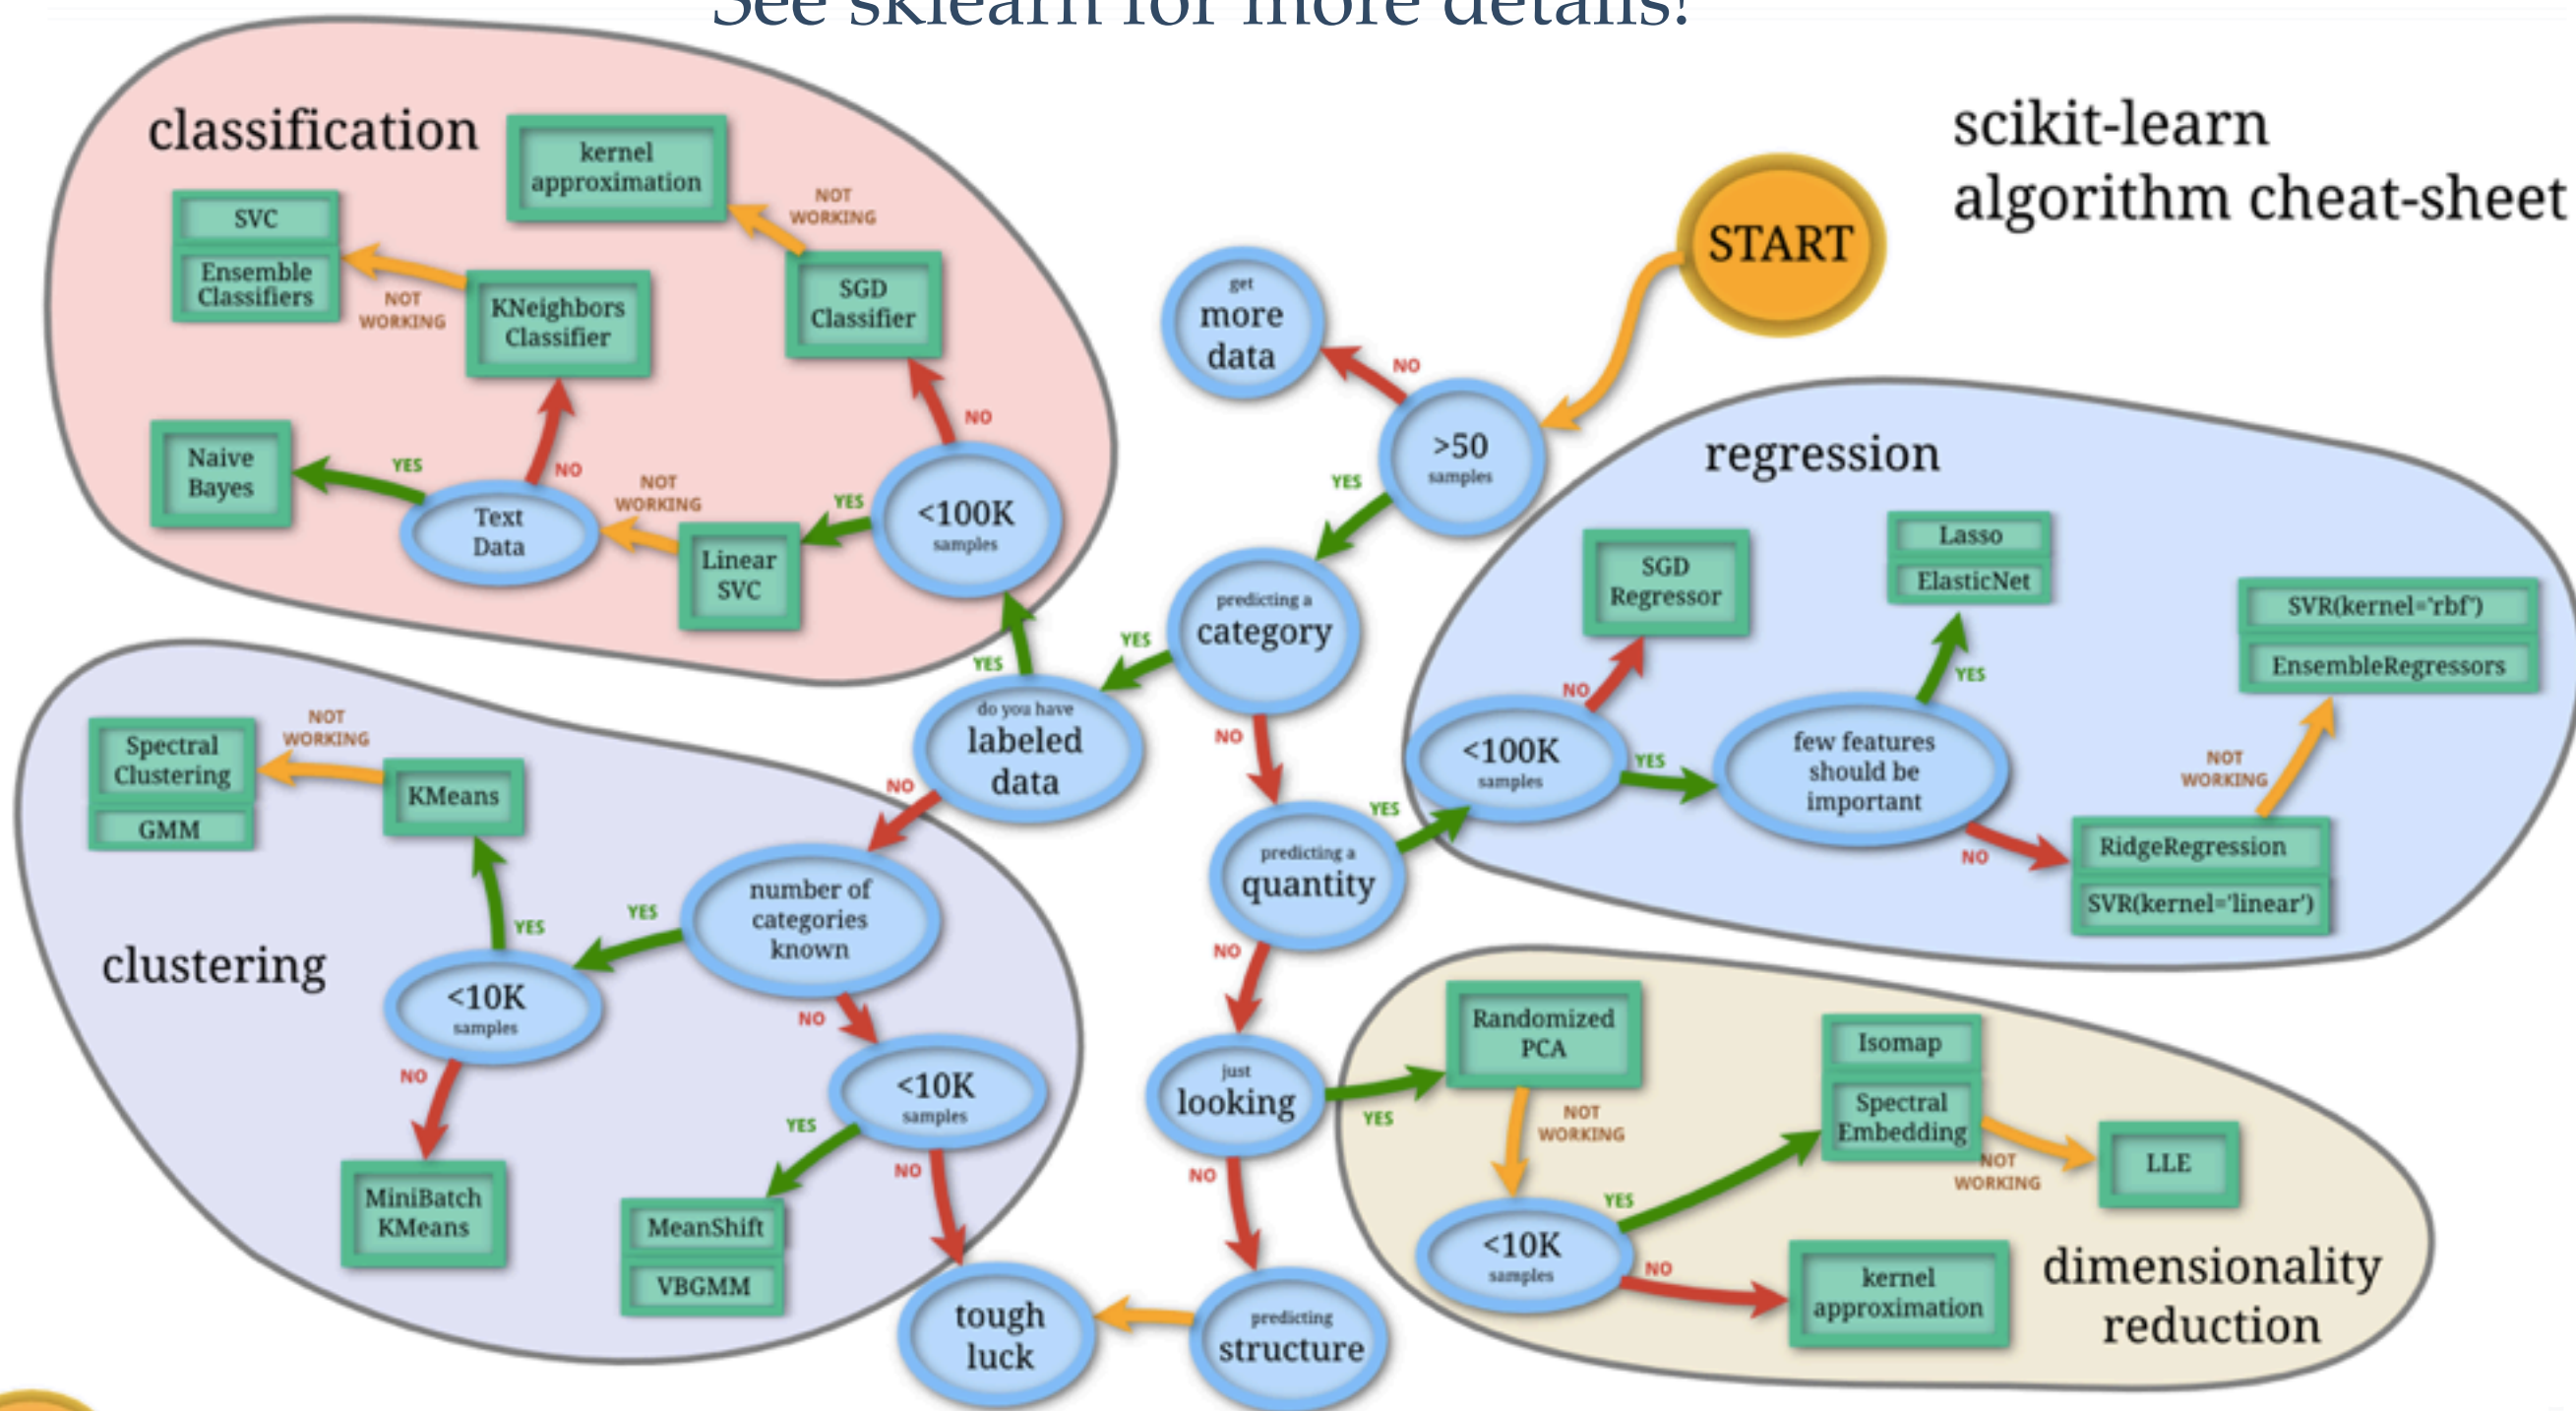 See sklearn for more details!
scikit-learn
algorithm cheat-sheet
START
classification
kernel
approximation
NOT
WORKING
SVC
Ensemble
Classifiers
NOT
WORKING
KNeighbors
Classifier
SGD
Classifier
NO
Naive
Bayes
YES
NO
Text
Data
NOT
WORKING
Linear
SVC
YES
<100K
samples
YES
get
more
data
NO
>50
samples
YES
predicting a
category
YES
NO
do you have
labeled
data
NO
predicting a
quantity
YES
NO
just
looking
YES
NO
predicting
structure
tough
luck
regression
SGD
Regressor
NO
<100K
samples
YES
Lasso
ElasticNet
YES
few features
should be
important
NO
SVR(kernel='rbf')
EnsembleRegressors
NOT
WORKING
RidgeRegression
SVR(kernel='linear')
clustering
Spectral
Clustering
GMM
NOT
WORKING
KMeans
YES
number of
categories
known
YES
NO
<10K
samples
NO
MiniBatch
KMeans
<10K
samples
YES
NO
MeanShift
VBGMM
dimensionality
reduction
Randomized
PCA
NOT
WORKING
<10K
samples
YES
NO
Isomap
Spectral
Embedding
NOT
WORKING
LLE
kernel
approximation